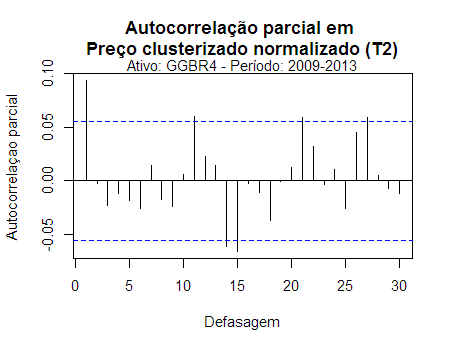 Autocorrelação parcial em
Preço clusterizado normalizado (T2)
Ativo: GGBR4 - Período: 2009-2013
Autocorrelaçao parcial
0.10
0.05
0.00
-0.05
0 5 10 15 20 25 30
Defasagem